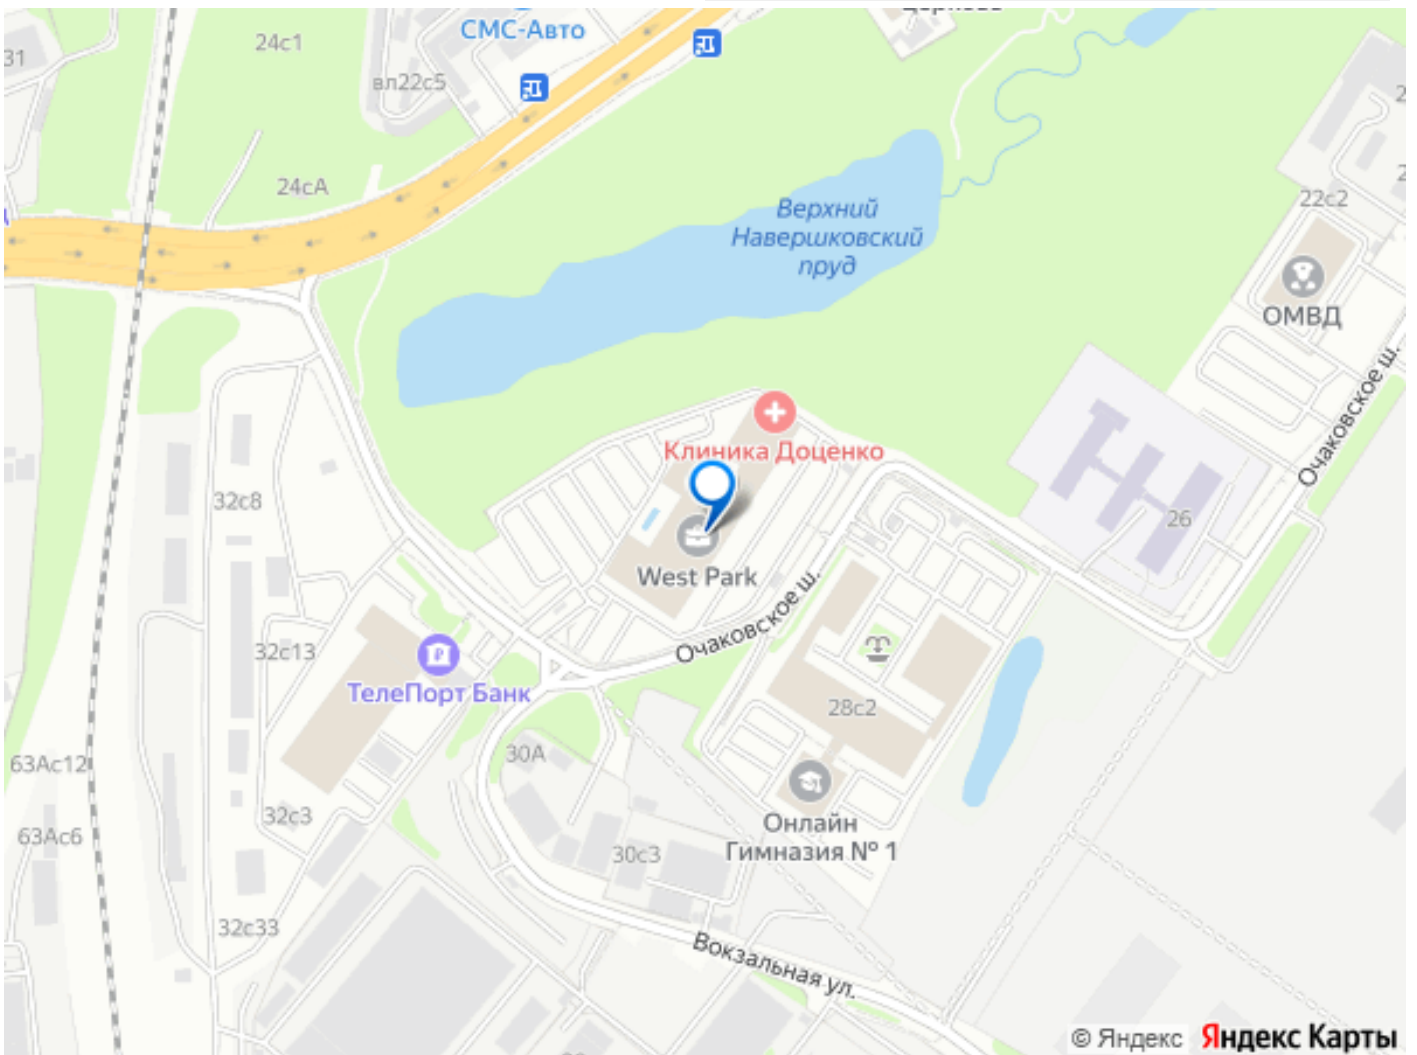 СМС-Авто
24с1
31
вл22с5
24сА
Верхний
Навершковский
пруд
22с2
ОМВД
Очаковское ш.
Клиника Доценко
32с8
26
West Park
Очаковское ш.
32с13
ТелеПорт Банк
28с2
30А
63Ас12
Онлайн
Гимназия № 1
32с3
63Ас6
30с3
32с33
Вокзальная ул.
© Яндекс Яндекс Карты